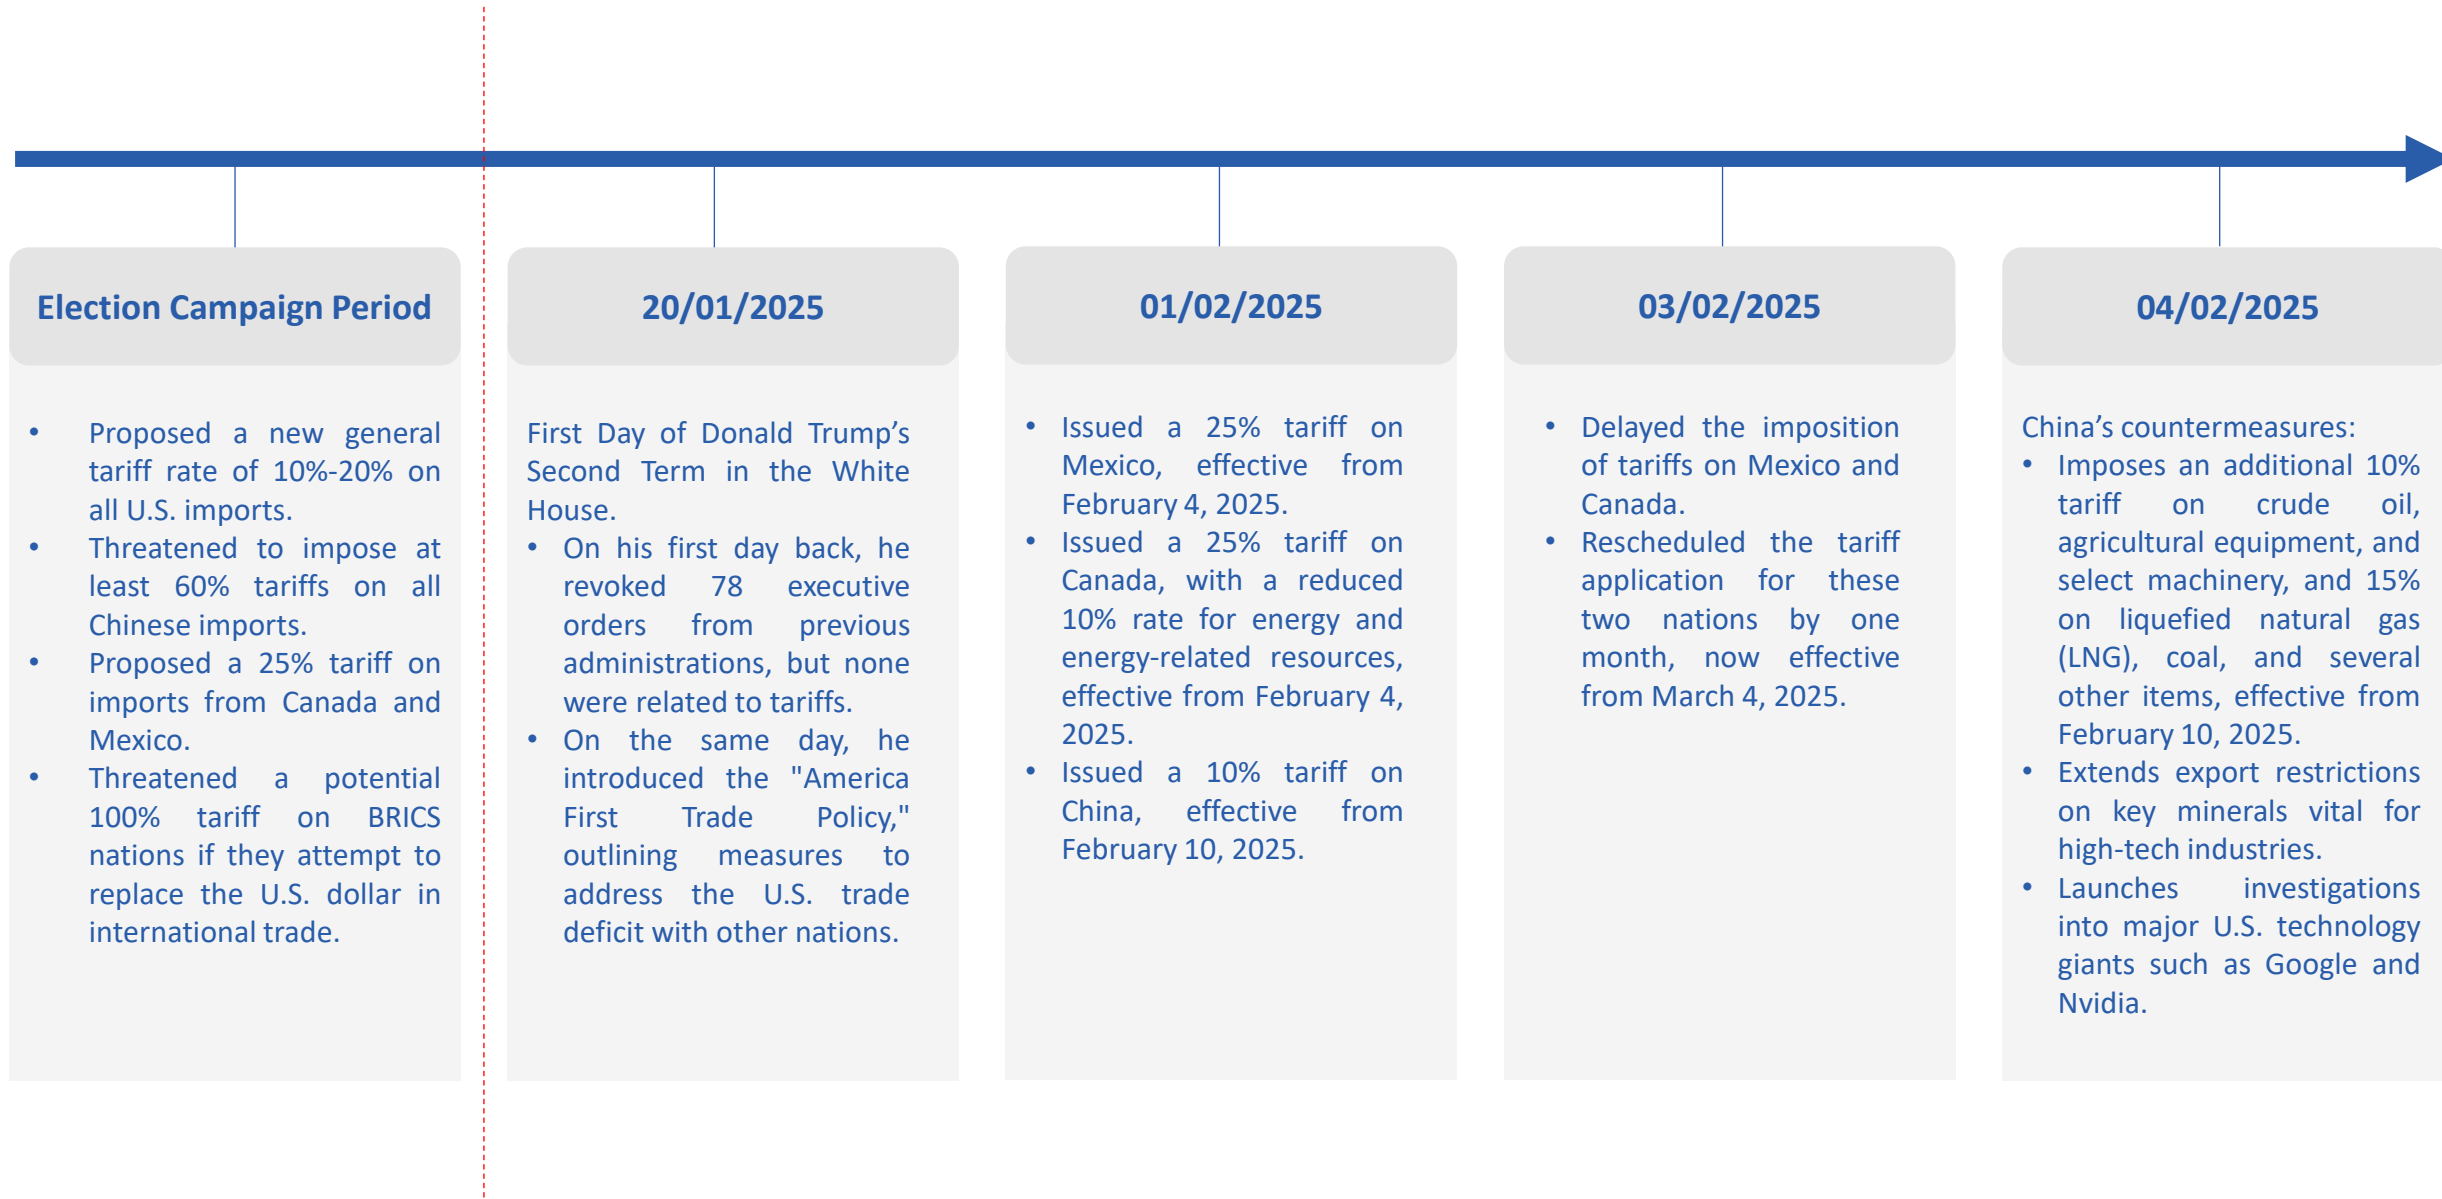 Election Campaign Period
• Proposed a new general
tariff rate of 10%-20% on
all U.S. imports.
• Threatened to impose at
least 60% tariffs on all
Chinese imports.
• Proposed a 25% tariff on
imports from Canada and
Mexico.
• Threatened a potential
100% tariff on BRICS
nations if they attempt to
replace the U.S. dollar in
international trade.
20/01/2025
First Day of Donald Trump’s
Second Term in the White
House.
• On his first day back, he
revoked 78 executive
orders from previous
administrations, but none
were related to tariffs.
• On the same day, he
introduced the "America
First Trade Policy,"
outlining measures to
address the U.S. trade
deficit with other nations.
01/02/2025
• Issued a 25% tariff on
Mexico, effective from
February 4, 2025.
• Issued a 25% tariff on
Canada, with a reduced
10% rate for energy and
energy-related resources,
effective from February 4,
2025.
• Issued a 10% tariff on
China, effective from
February 10, 2025.
03/02/2025
• Delayed the imposition
of tariffs on Mexico and
Canada.
• Rescheduled the tariff
application for these
two nations by one
month, now effective
from March 4, 2025.
04/02/2025
China’s countermeasures:
• Imposes an additional 10%
tariff on crude oil,
agricultural equipment, and
select machinery, and 15%
on liquefied natural gas
(LNG), coal, and several
other items, effective from
February 10, 2025.
• Extends export restrictions
on key minerals vital for
high-tech industries.
• Launches investigations
into major U.S. technology
giants such as Google and
Nvidia.